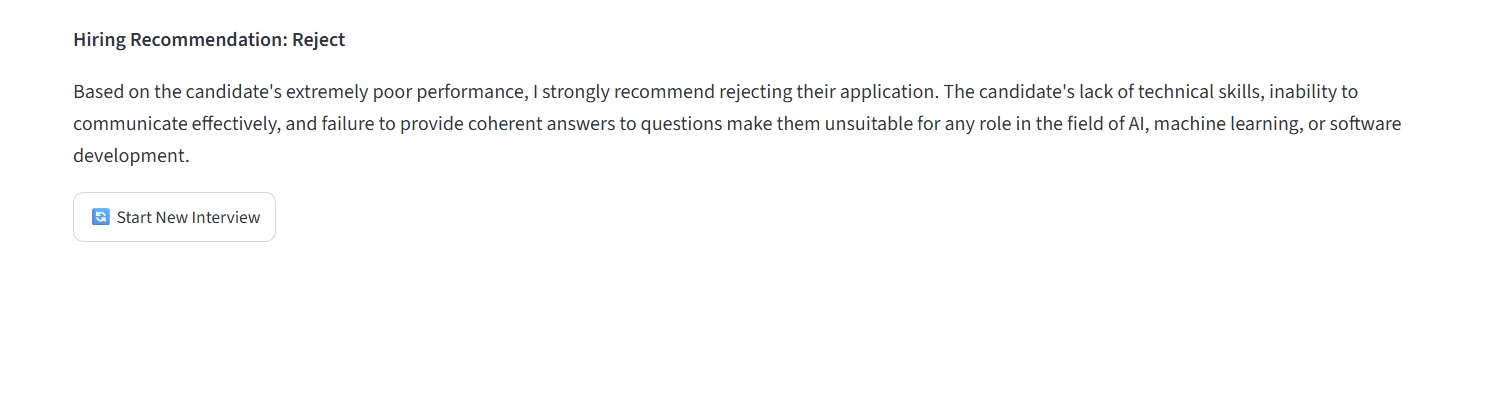 Hiring Recommendation: Reject
Based on the candidate's extremely poor performance, I strongly recommend rejecting their application. The candidate's lack of technical skills, inability to
communicate effectively, and failure to provide coherent answers to questions make them unsuitable for any role in the field of AI, machine learning, or software
development.
Start New Interview